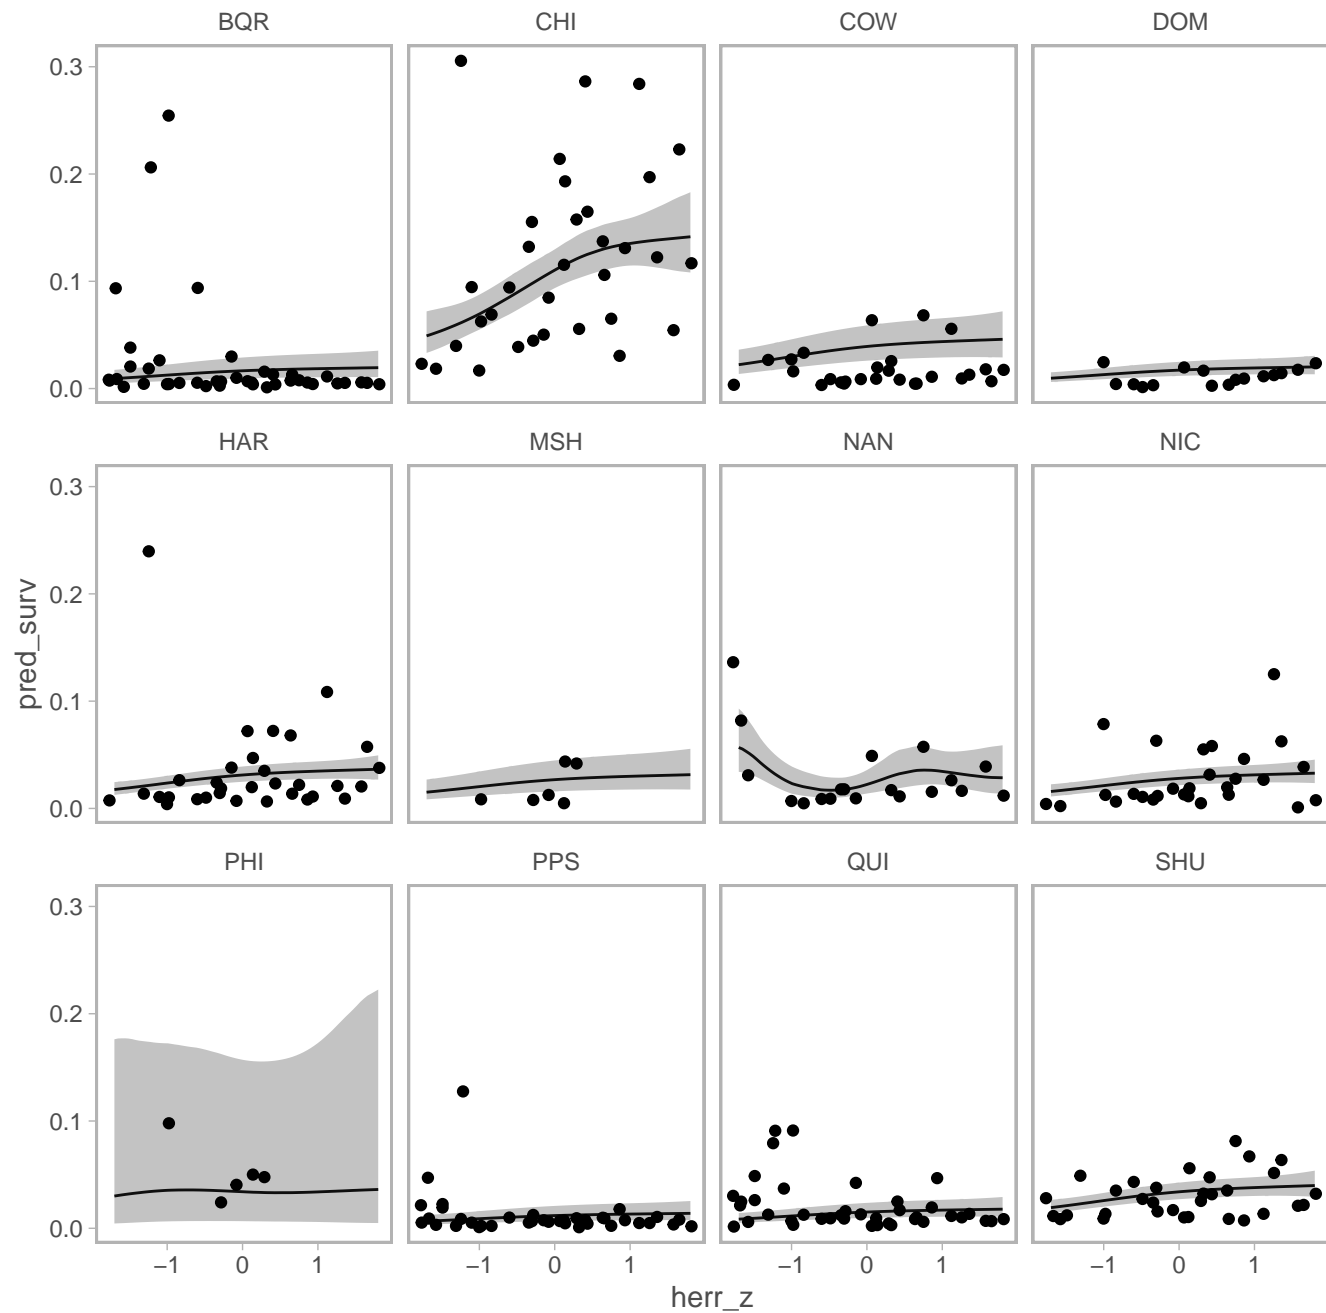 BQR CHI COW DOM
0.3
0.2
0.1
0.0
HAR MSH NAN NIC
0.3
0.2
0.1
0.0
pred_surv
PHI PPS QUI SHU
0.3
0.2
0.1
0.0
−1 0 1 −1 0 1 −1 0 1 −1 0 1
herr_z